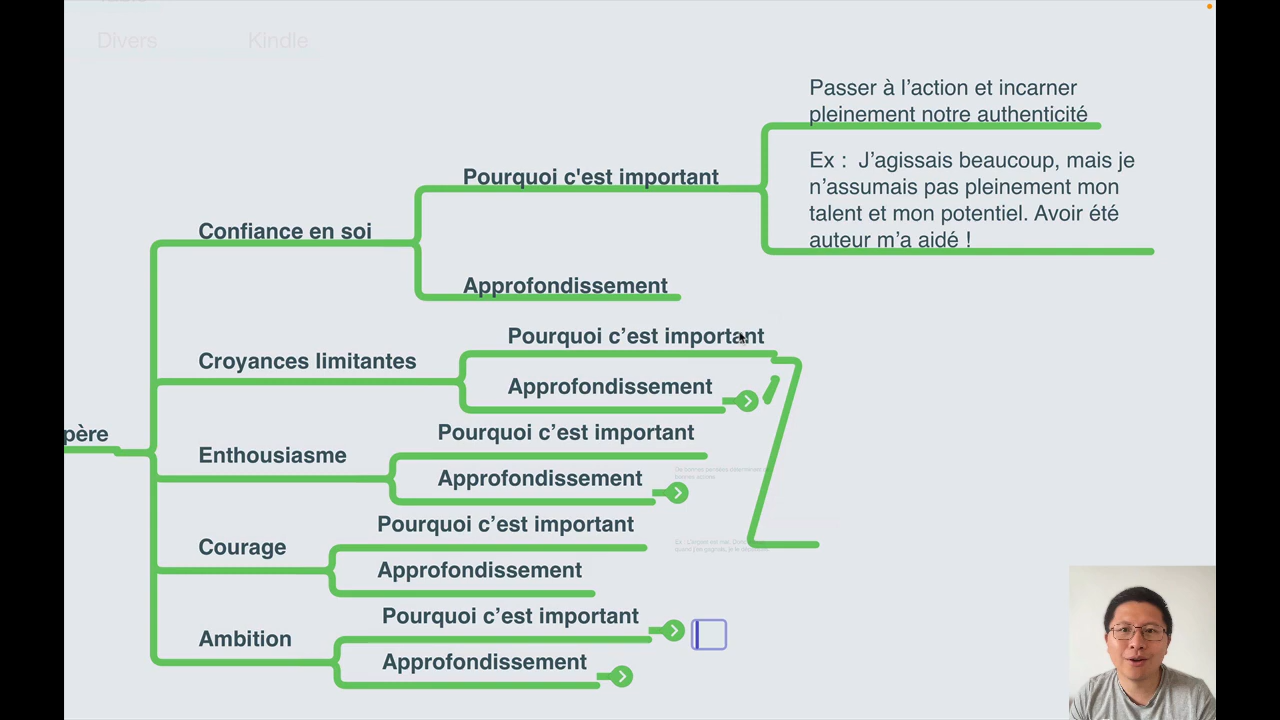 Divers
Kindle
Passer à l’action et incarner
pleinement notre authenticité
Pourquoi c'est important
Ex :  J’agissais beaucoup, mais je
n’assumais pas pleinement mon
talent et mon potentiel. Avoir été
auteur m’a aidé !
Confiance en soi
Approfondissement
Pourquoi c’est important
Croyances limitantes
Approfondissement
père
Pourquoi c’est important
Enthousiasme
Approfondissement
Pourquoi c’est important
Courage
Approfondissement
Pourquoi c’est important
Ambition
Approfondissement